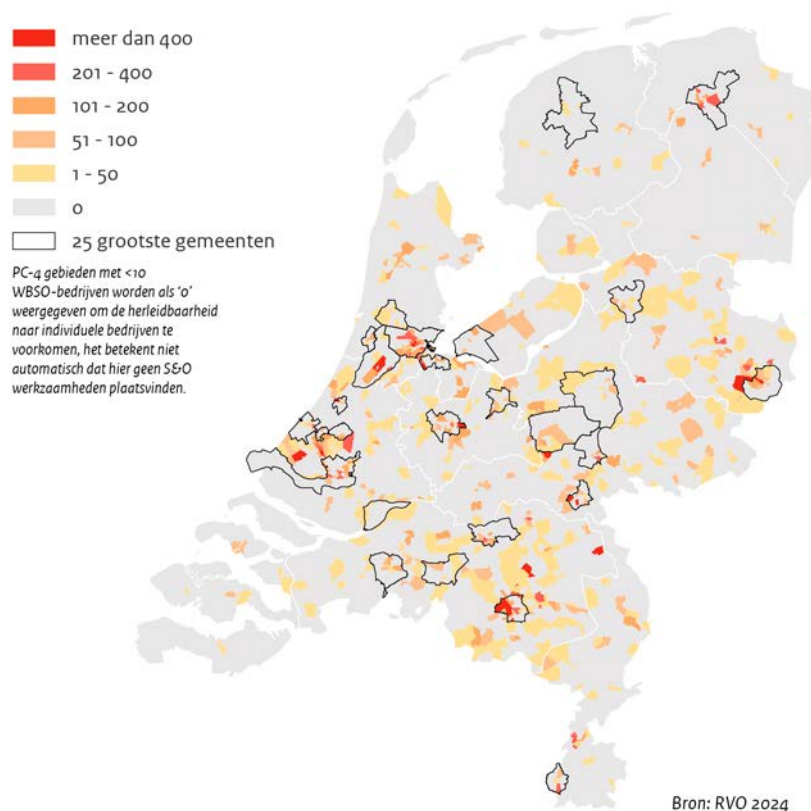 meer dan 400
201 - 400
101 - 200
51 - 100
1 - 50
0
25 grootste gemeenten
PC-4 gebieden met <10
WBSO-bedrijven worden als ‘0’
weergegeven om de herleidbaarheid
naar individuele bedrijven te
voorkomen, het betekent niet
automatisch dat hier geen S&O
werkzaamheden plaatsvinden.
Bron: RVO 2024